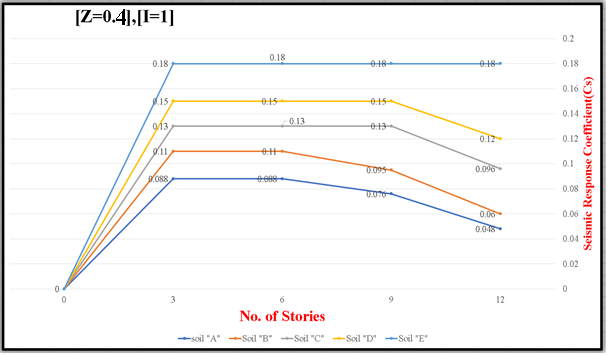 [Z=0.4],[I=1]
0.2
0.18 0.18 0.18 0.18 0.18
0.16
0.15 0.15 0.15 0.14
0.13 0.13 0.13 0.12 0.12
0.11 0.11 0.1
0.088 0.088 0.095 0.096 0.08
0.076 0.06 0.06
0.048 0.04
0.02
0 0
0 3 6 9 12
Seismic Response Coefficient(Cs)
No. of Stories
soil "A" Soil "B" Soil "C" Soil "D" Soil "E"